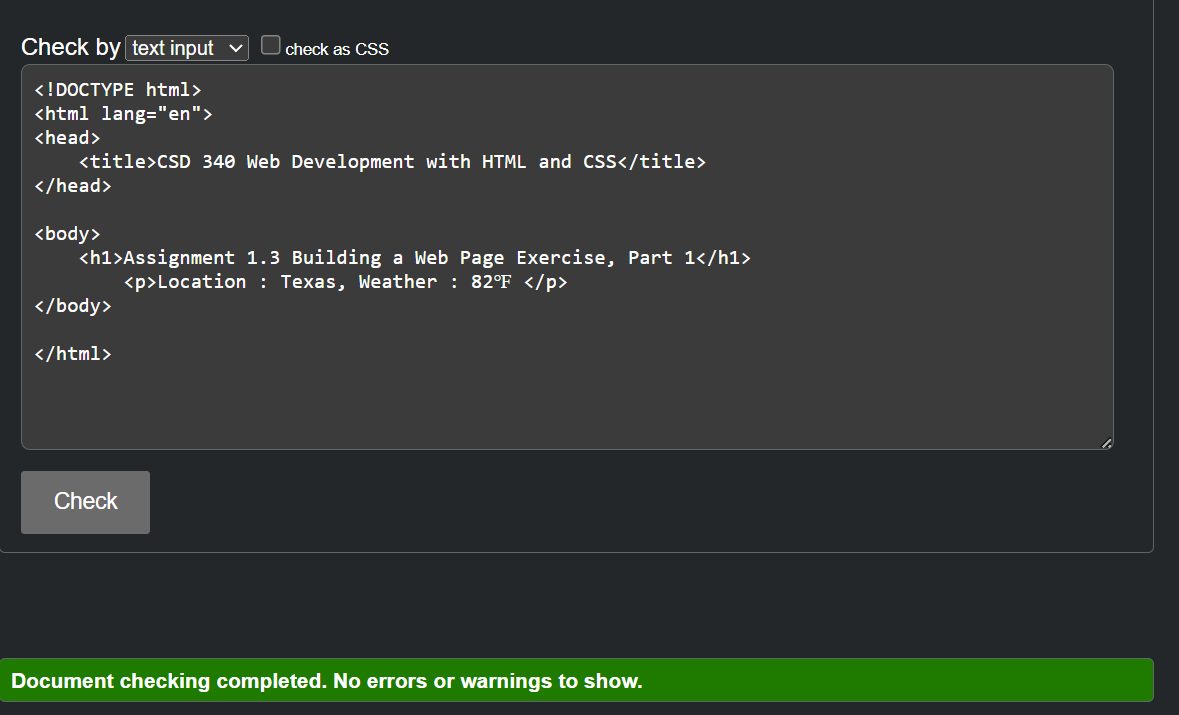 Check by text input check as CSS
<!DOCTYPE html>
<html lang="en">
<head>
    <title>CSD 340 Web Development with HTML and CSS</title>
</head>

<body>
    <h1>Assignment 1.3 Building a Web Page Exercise, Part 1</h1>
        <p>Location : Texas, Weather : 82℉ </p>
</body>

</html>
Check
Document checking completed. No errors or warnings to show.